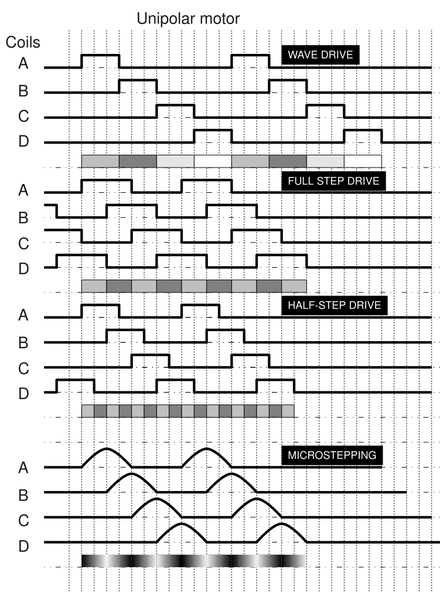 Unipolar motor
Coils
WAVE DRIVE
A
B
C
D
FULL STEP DRIVE
A
B
C
D
HALF-STEP DRIVE
A
B
C
D
MICROSTEPPING
A
B
C
D